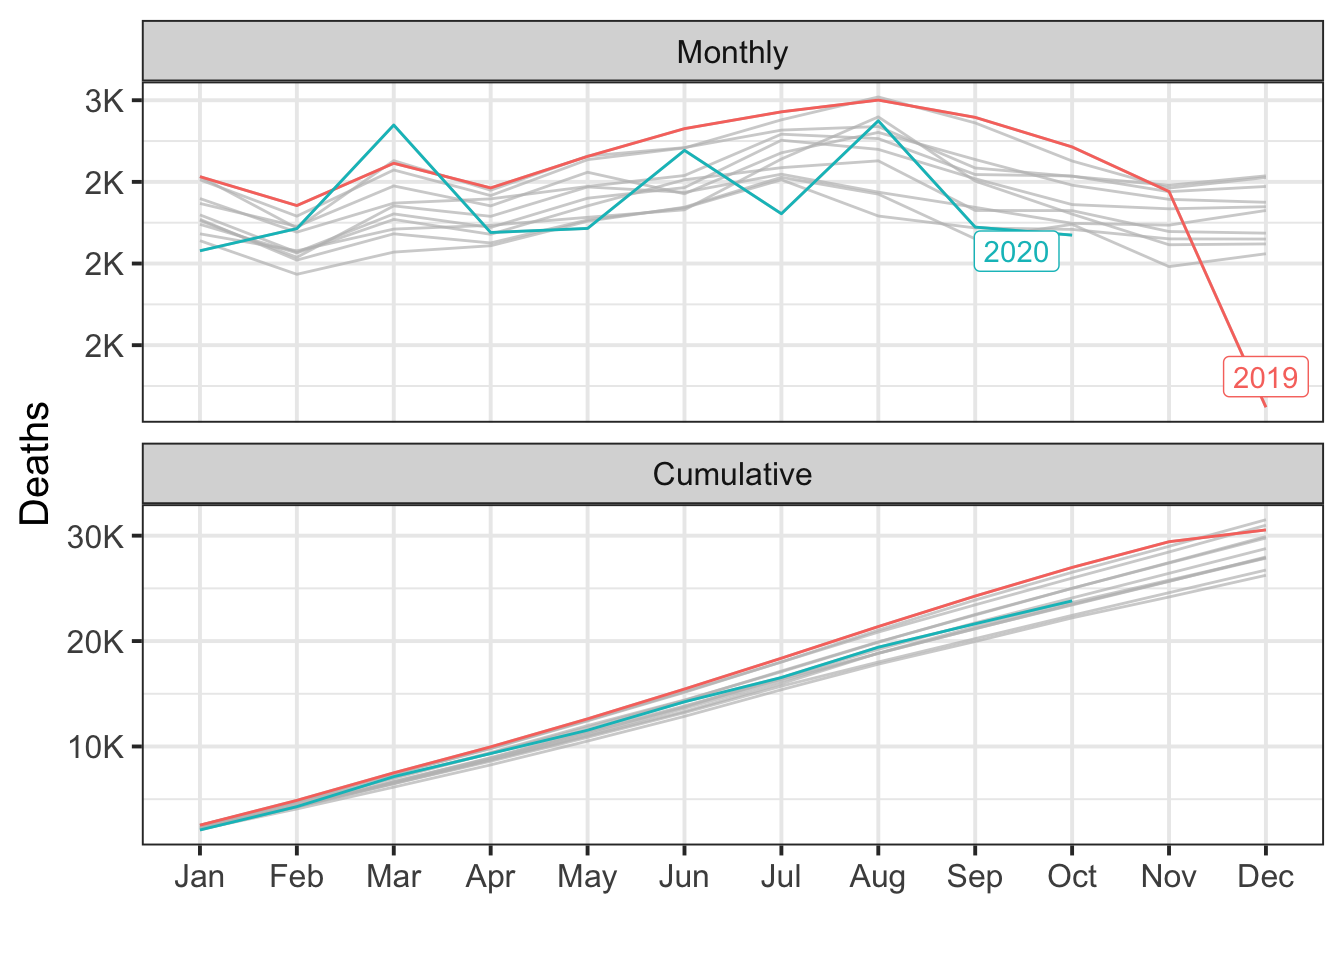 Monthly
3K
2K
2K
2K
2020
2019
Deaths
Cumulative
30K
20K
10K
Jan Feb Mar Apr May Jun Jul Aug Sep Oct Nov Dec